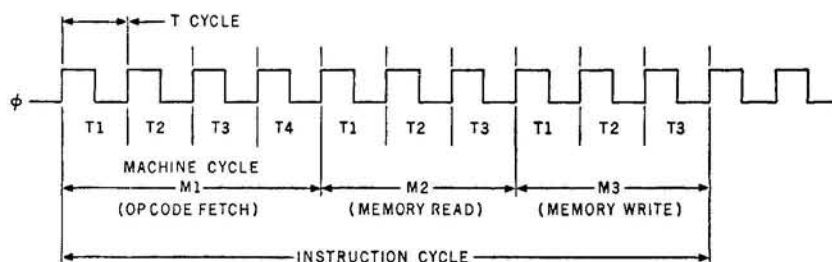 T CYCLE
ϕ
T1 T2 T3 T4 T1 T2 T3 T1 T2 T3
MACHINE CYCLE
M1 M2 M3
(OPCODE FETCH) (MEMORY READ) (MEMORY WRITE)
INSTRUCTION CYCLE